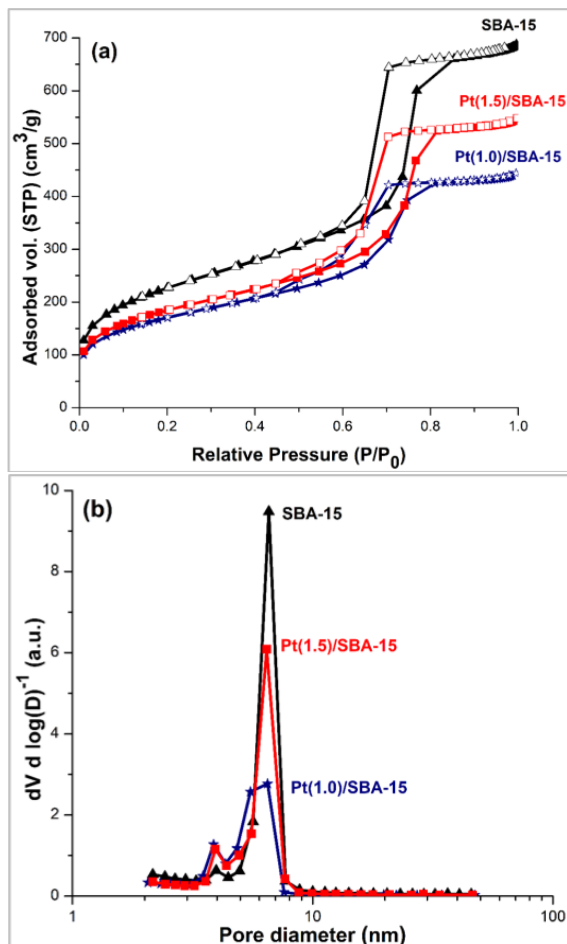 (a)
SBA-15
Pt(1.5)/SBA-15
Pt(1.0)/SBA-15
Adsorbed vol. (STP) (cm³/g)
700
600
500
400
300
200
100
0
0.0 0.2 0.4 0.6 0.8 1.0
Relative Pressure (P/P₀)
(b)
SBA-15
Pt(1.5)/SBA-15
Pt(1.0)/SBA-15
dV d log(D)⁻¹ (a.u.)
10
8
6
4
2
0
1 10 100
Pore diameter (nm)